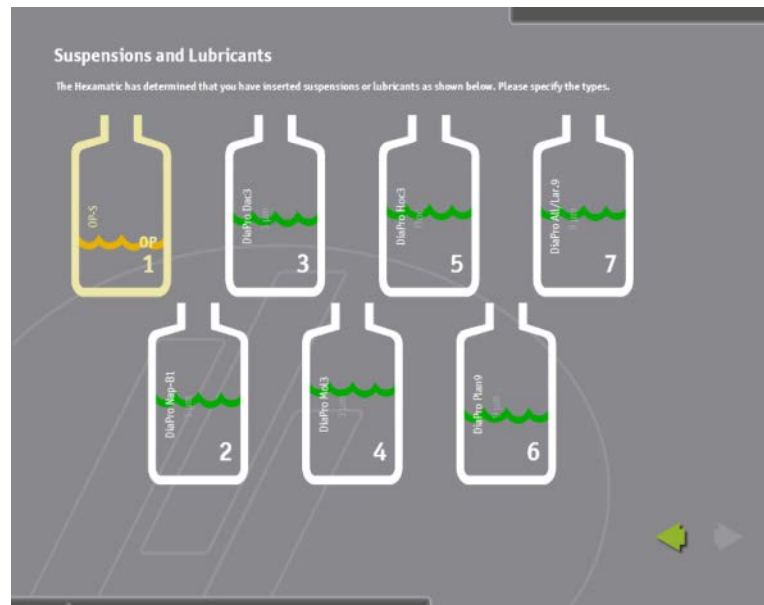 Suspensions and Lubricants
The Hexamatic has determined that you have inserted suspensions or lubricants as shown below. Please specify the types.
OP-S
OP
1
DiaPro Dac3
3
DiaPro
5
DiaPro All/Lar.9
7
DiaPro Nap-B1
2
DiaPro Mol3
4
DiaPro Plan9
6